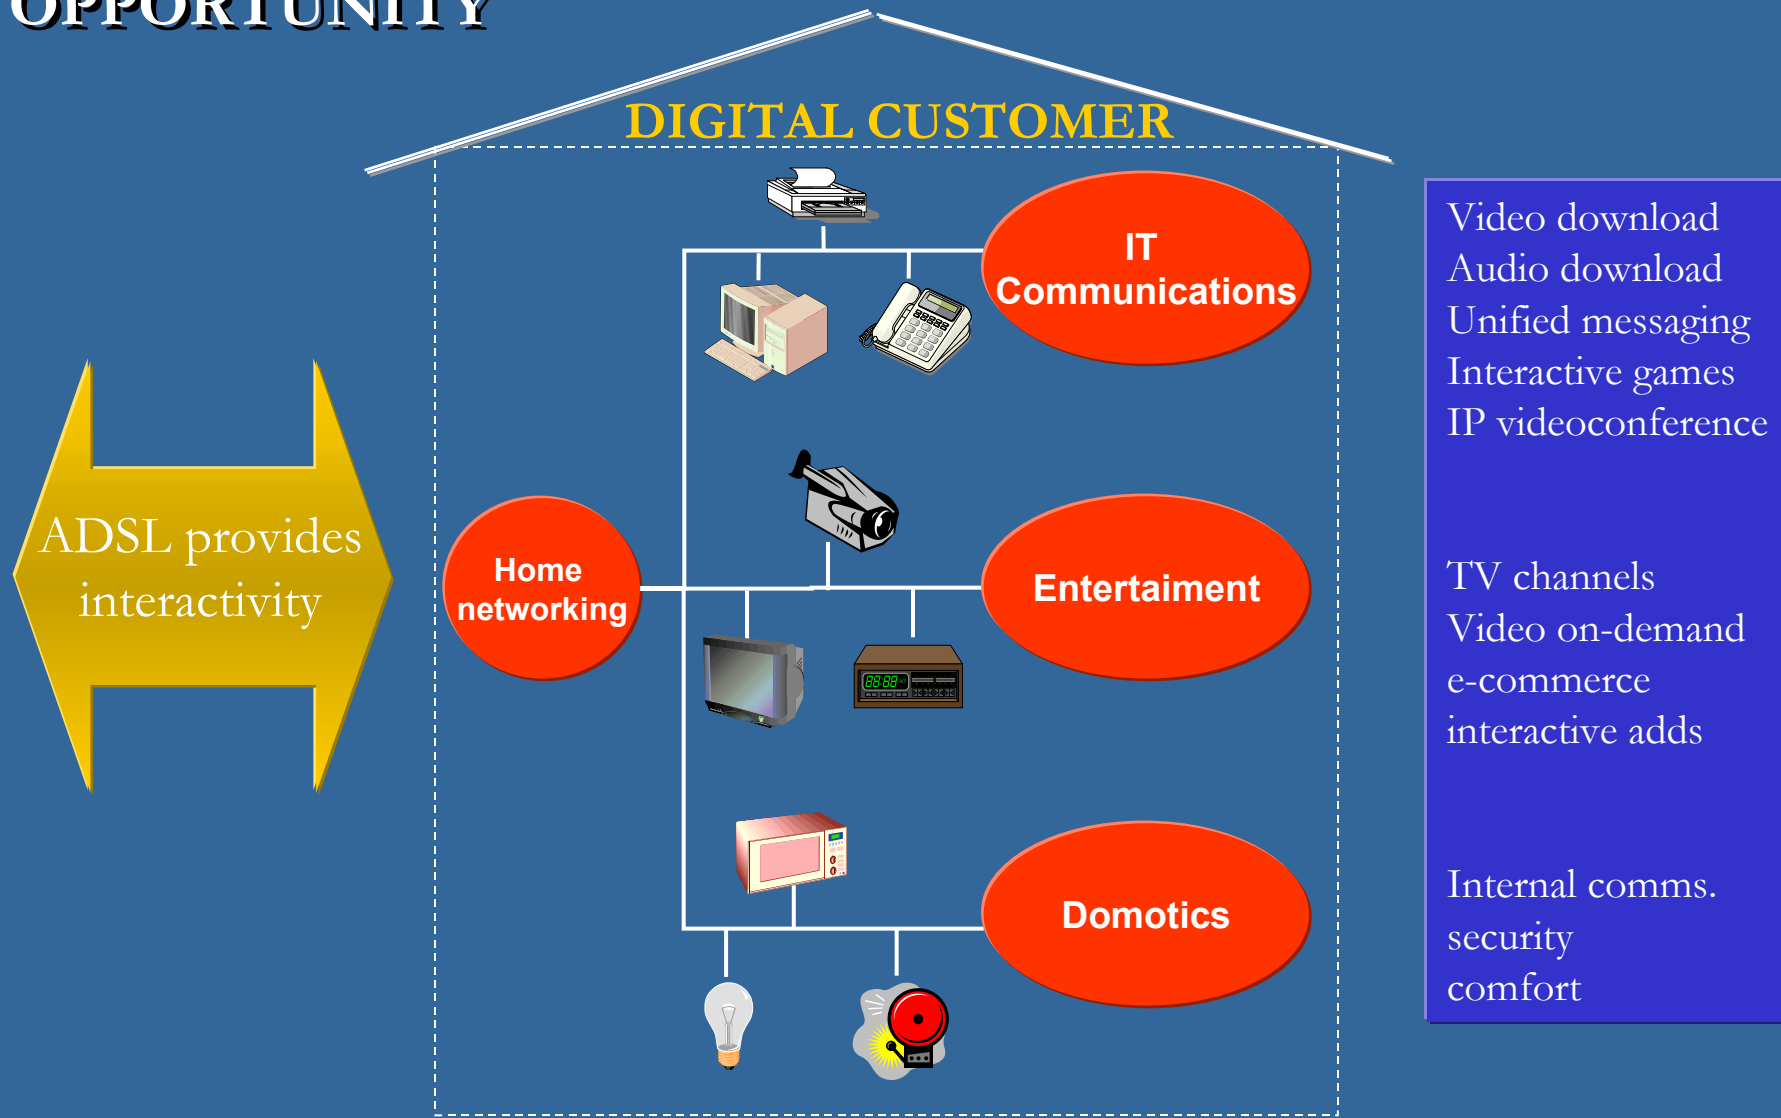 OPPORTUNITY
DIGITAL CUSTOMER
IT
Communications
Home
networking
Entertaiment
Domotics
ADSL provides
interactivity
Video download
Audio download
Unified messaging
Interactive games
IP videoconference
TV channels
Video on-demand
e-commerce
interactive adds
Internal comms.
security
comfort